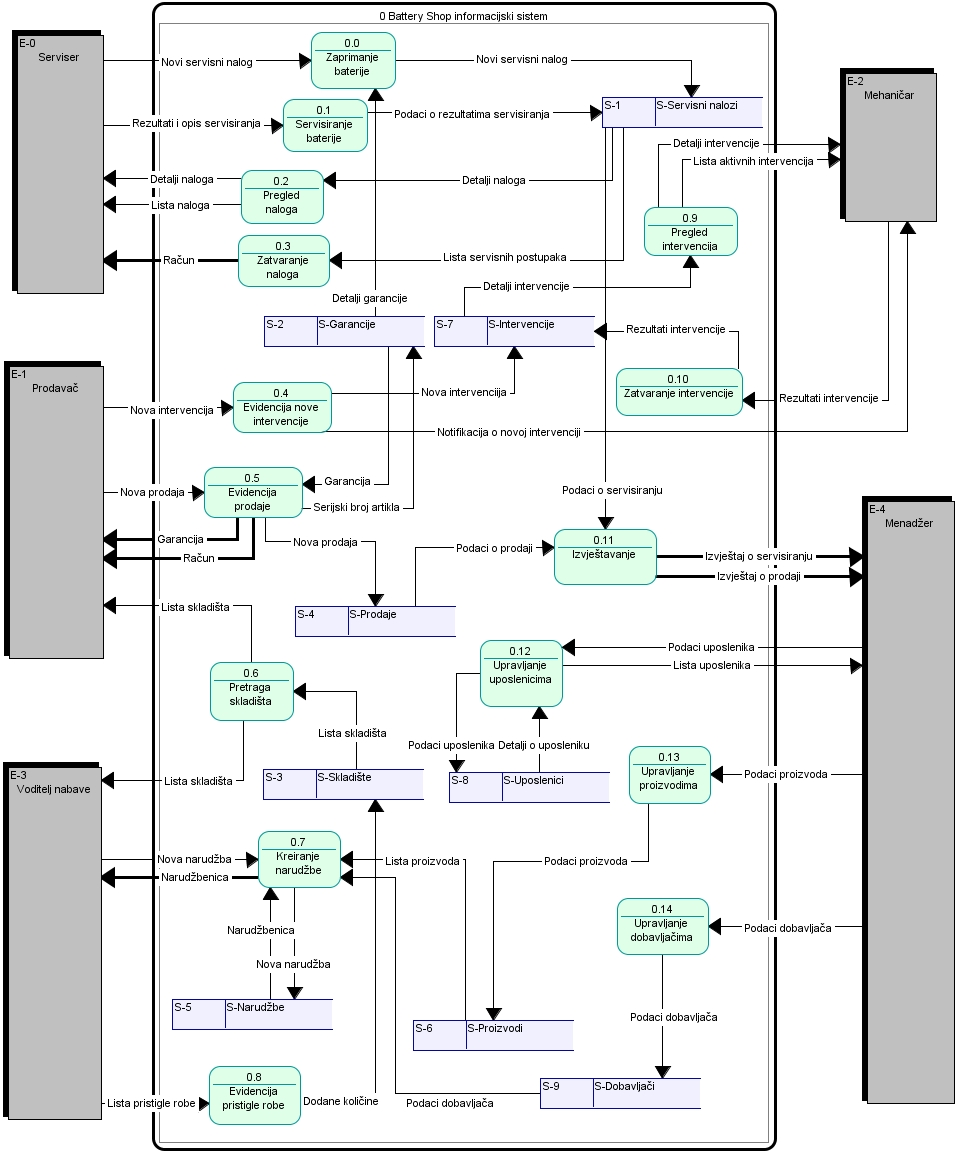 0 Battery Shop informacijski sistem
E-0
Serviser
Novi servisni nalog
0.0
Zaprimanje
baterije
Novi servisni nalog
E-2
Mehaničar
Rezultati i opis servisiranja
0.1
Servisiranje
baterije
Podaci o rezultatima servisiranja
S-1
S-Servisni nalozi
Detalji intervencije
Lista aktivnih intervencija
Detalji naloga
Lista naloga
0.2
Pregled
naloga
Detalji naloga
0.9
Pregled
intervencija
Račun
0.3
Zatvaranje
naloga
Lista servisnih postupaka
Detalji garancije
Detalji intervencije
S-2
S-Garancije
S-7
S-Intervencije
Rezultati intervencije
E-1
Prodavač
Nova intervencija
0.4
Evidencija nove
intervencije
Nova intervenciija
0.10
Zatvaranje intervencije
Rezultati intervencije
Notifikacija o novoj intervenciji
Nova prodaja
0.5
Evidencija
prodaje
Garancija
Serijski broj artikla
Podaci o servisiranju
E-4
Menadžer
Garancija
Račun
Nova prodaja
Podaci o prodaji
0.11
Izvještavanje
Izvještaj o servisiranju
Izvještaj o prodaji
Lista skladišta
S-4
S-Prodaje
0.12
Upravljanje
uposlenicima
Podaci uposlenika
Lista uposlenika
0.6
Pretraga
skladišta
Lista skladišta
Podaci uposlenika
Detalji o uposleniku
E-3
Voditelj nabave
Lista skladišta
S-3
S-Skladište
S-8
S-Uposlenici
0.13
Upravljanje
proizvodima
Podaci proizvoda
Nova narudžba
Narudžbenica
0.7
Kreiranje
narudžbe
Lista proizvoda
Podaci proizvoda
Narudžbenica
Nova narudžba
0.14
Upravljanje
dobavljačima
Podaci dobavljača
S-5
S-Narudžbe
S-6
S-Proizvodi
Podaci dobavljača
Lista pristigle robe
0.8
Evidencija
pristigle robe
Dodane količine
Podaci dobavljača
S-9
S-Dobavljači